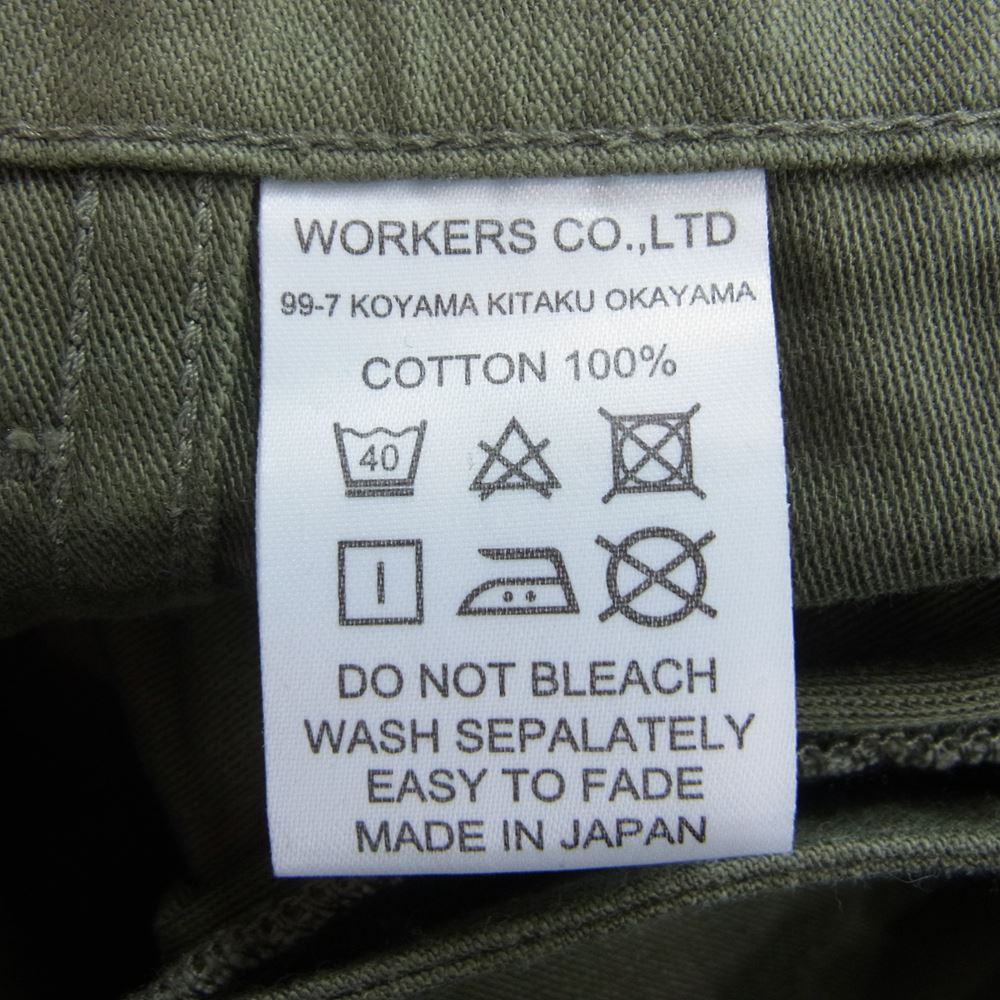 WORKERS CO.,LTD
99-7 KOYAMA KITAKU OKAYAMA
COTTON 100%
40
DO NOT BLEACH
WASH SEPALATELY
EASY TO FADE
MADE IN JAPAN